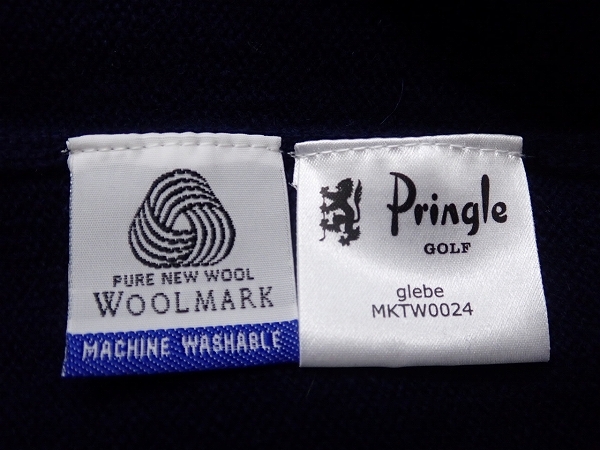 PURE NEW WOOL
WOOLMARK
MACHINE WASHABLE
Pringle
GOLF
glebe
MKTW0024